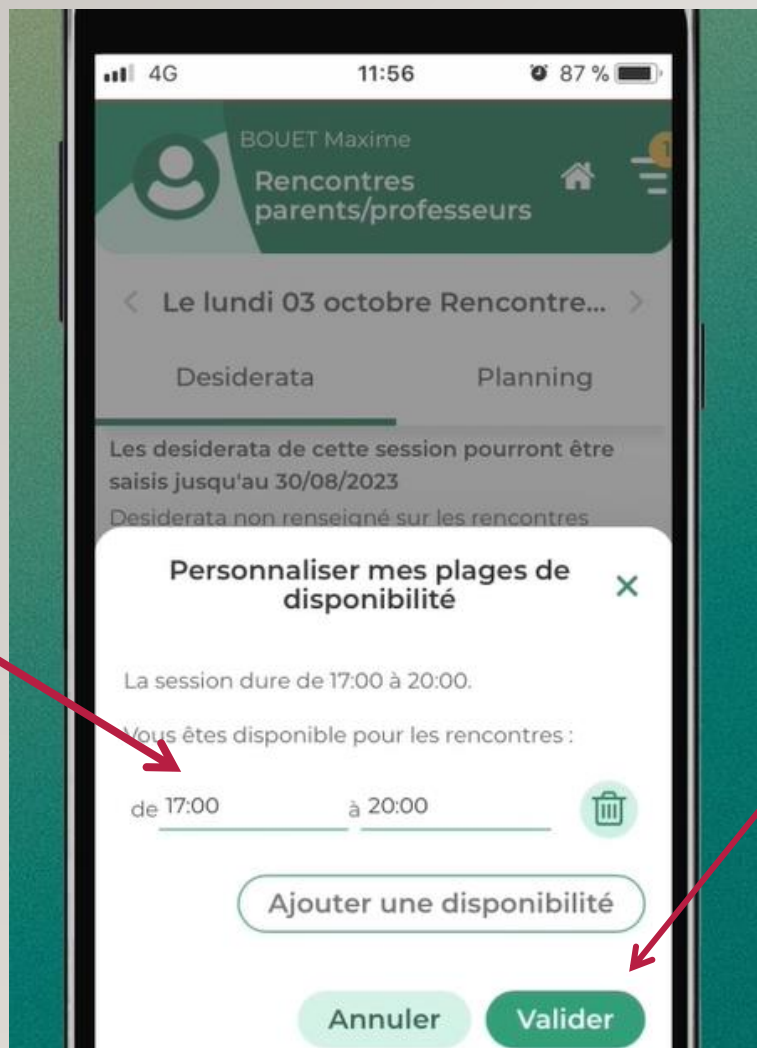 4G 11:56 87 %
BOUET Maxime
1
Rencontres
parents/professeurs
< Le lundi 03 octobre Rencontre... >
Desiderata Planning
Les desiderata de cette session pourront être
saisis jusqu'au 30/08/2023
Desiderata non renseigné sur les rencontres
Personnaliser mes plages de
disponibilité
La session dure de 17:00 à 20:00.
Vous êtes disponible pour les rencontres :
de 17:00 à 20:00
Ajouter une disponibilité
Annuler Valider